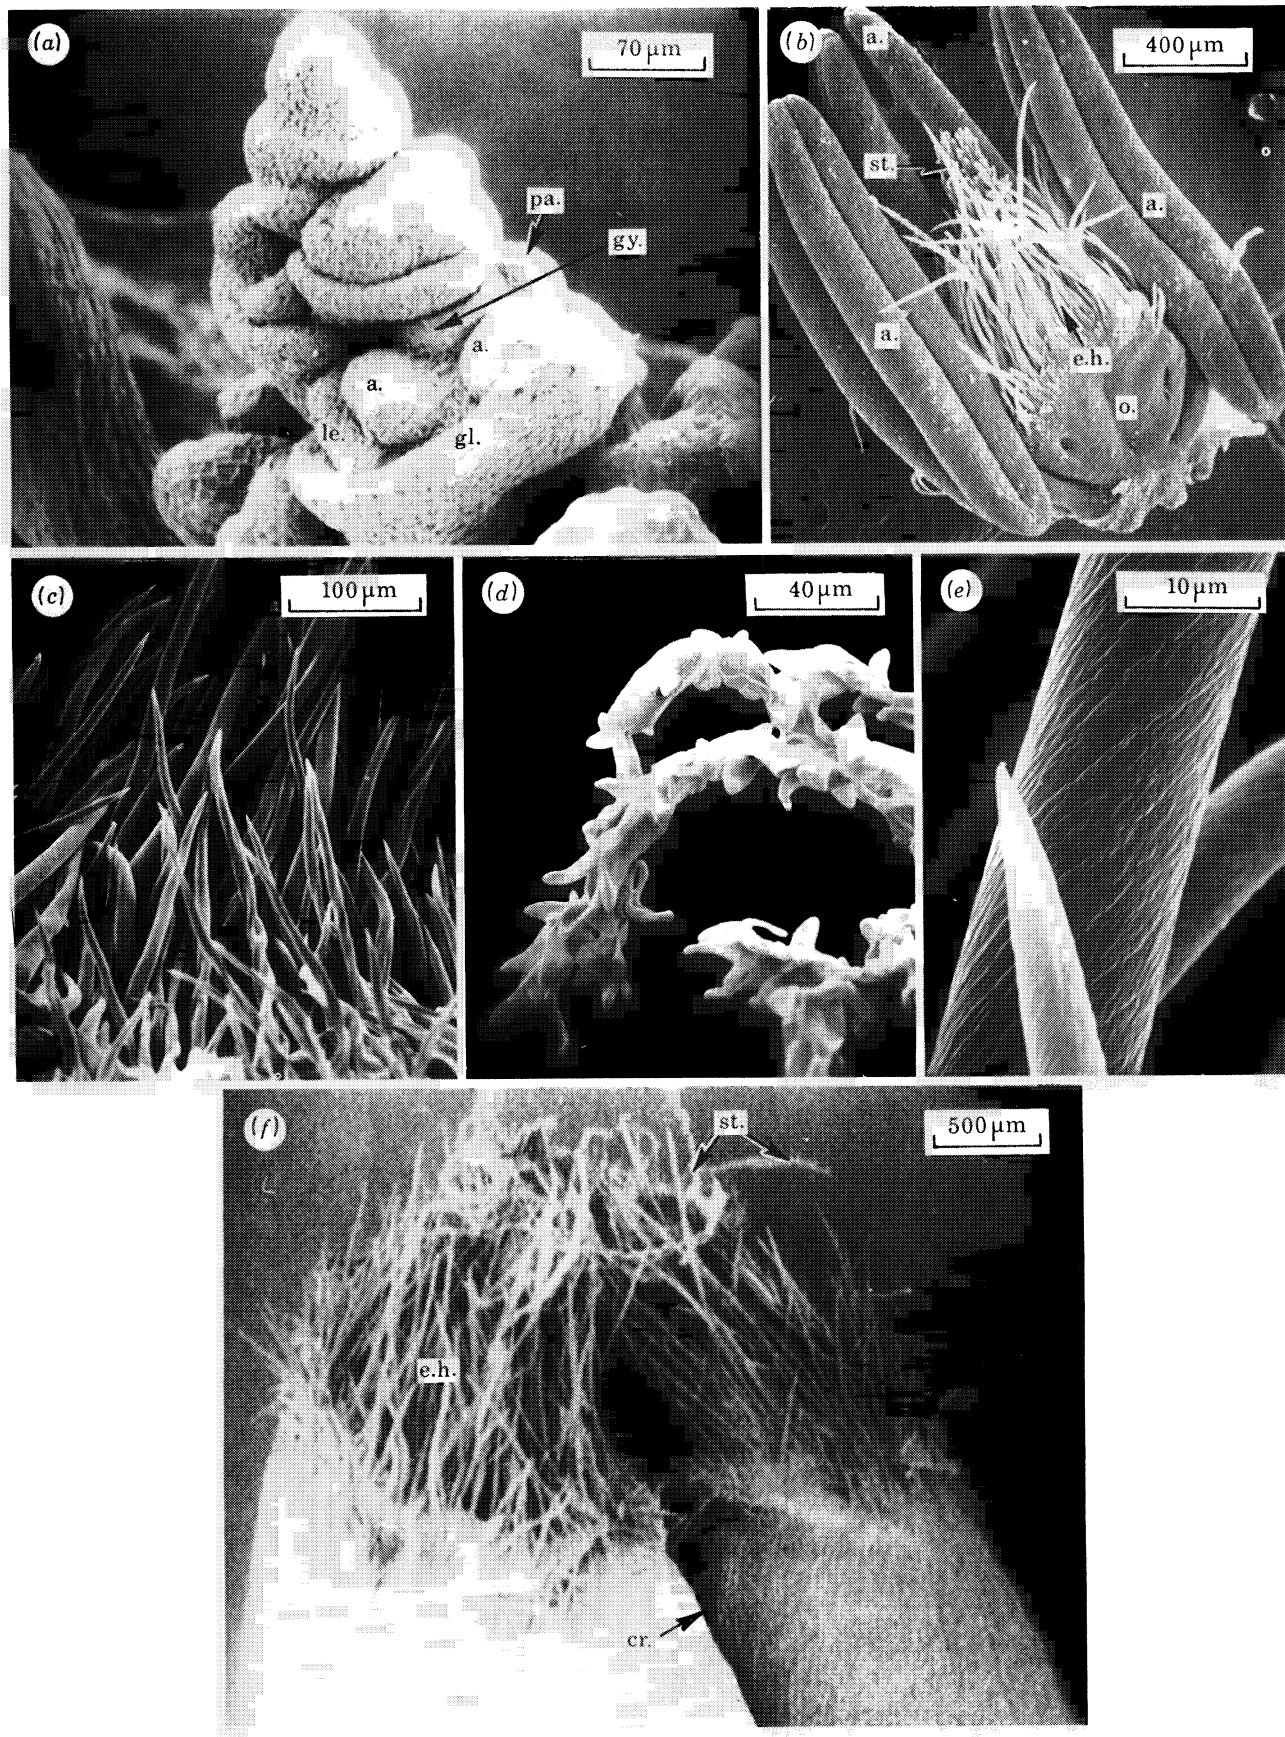 (a)
70 μm
pa.
gy.
a.
a.
le.
gl.
(b)
400 μm
a.
st.
a.
a.
e.h.
o.
(c)
100 μm
(d)
40 μm
(e)
10 μm
(f)
500 μm
st.
e.h.
cr.